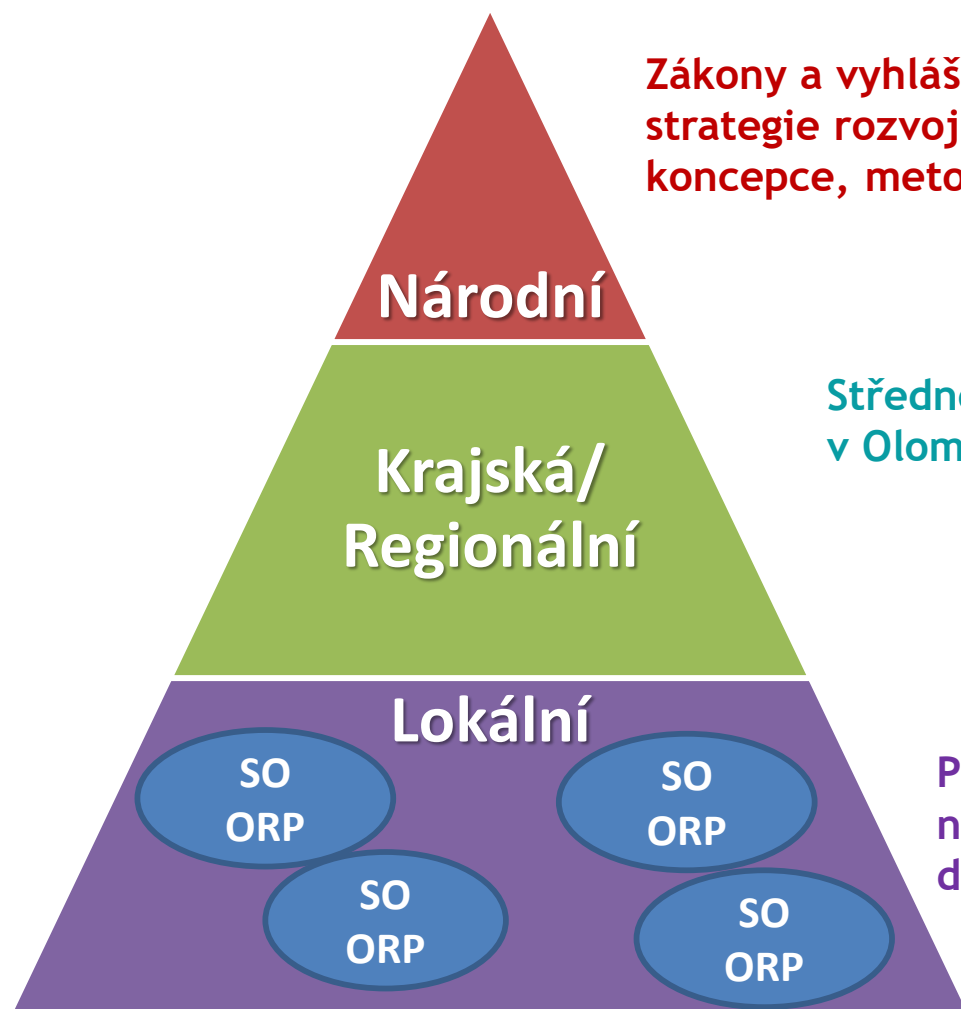 Zákony a vyhláš
strategie rozvoj
koncepce, meto
Národní
Středn
v Olom
Krajská/
Regionální
Lokální
SO
ORP
SO
ORP
P
n
d
SO
ORP
SO
ORP